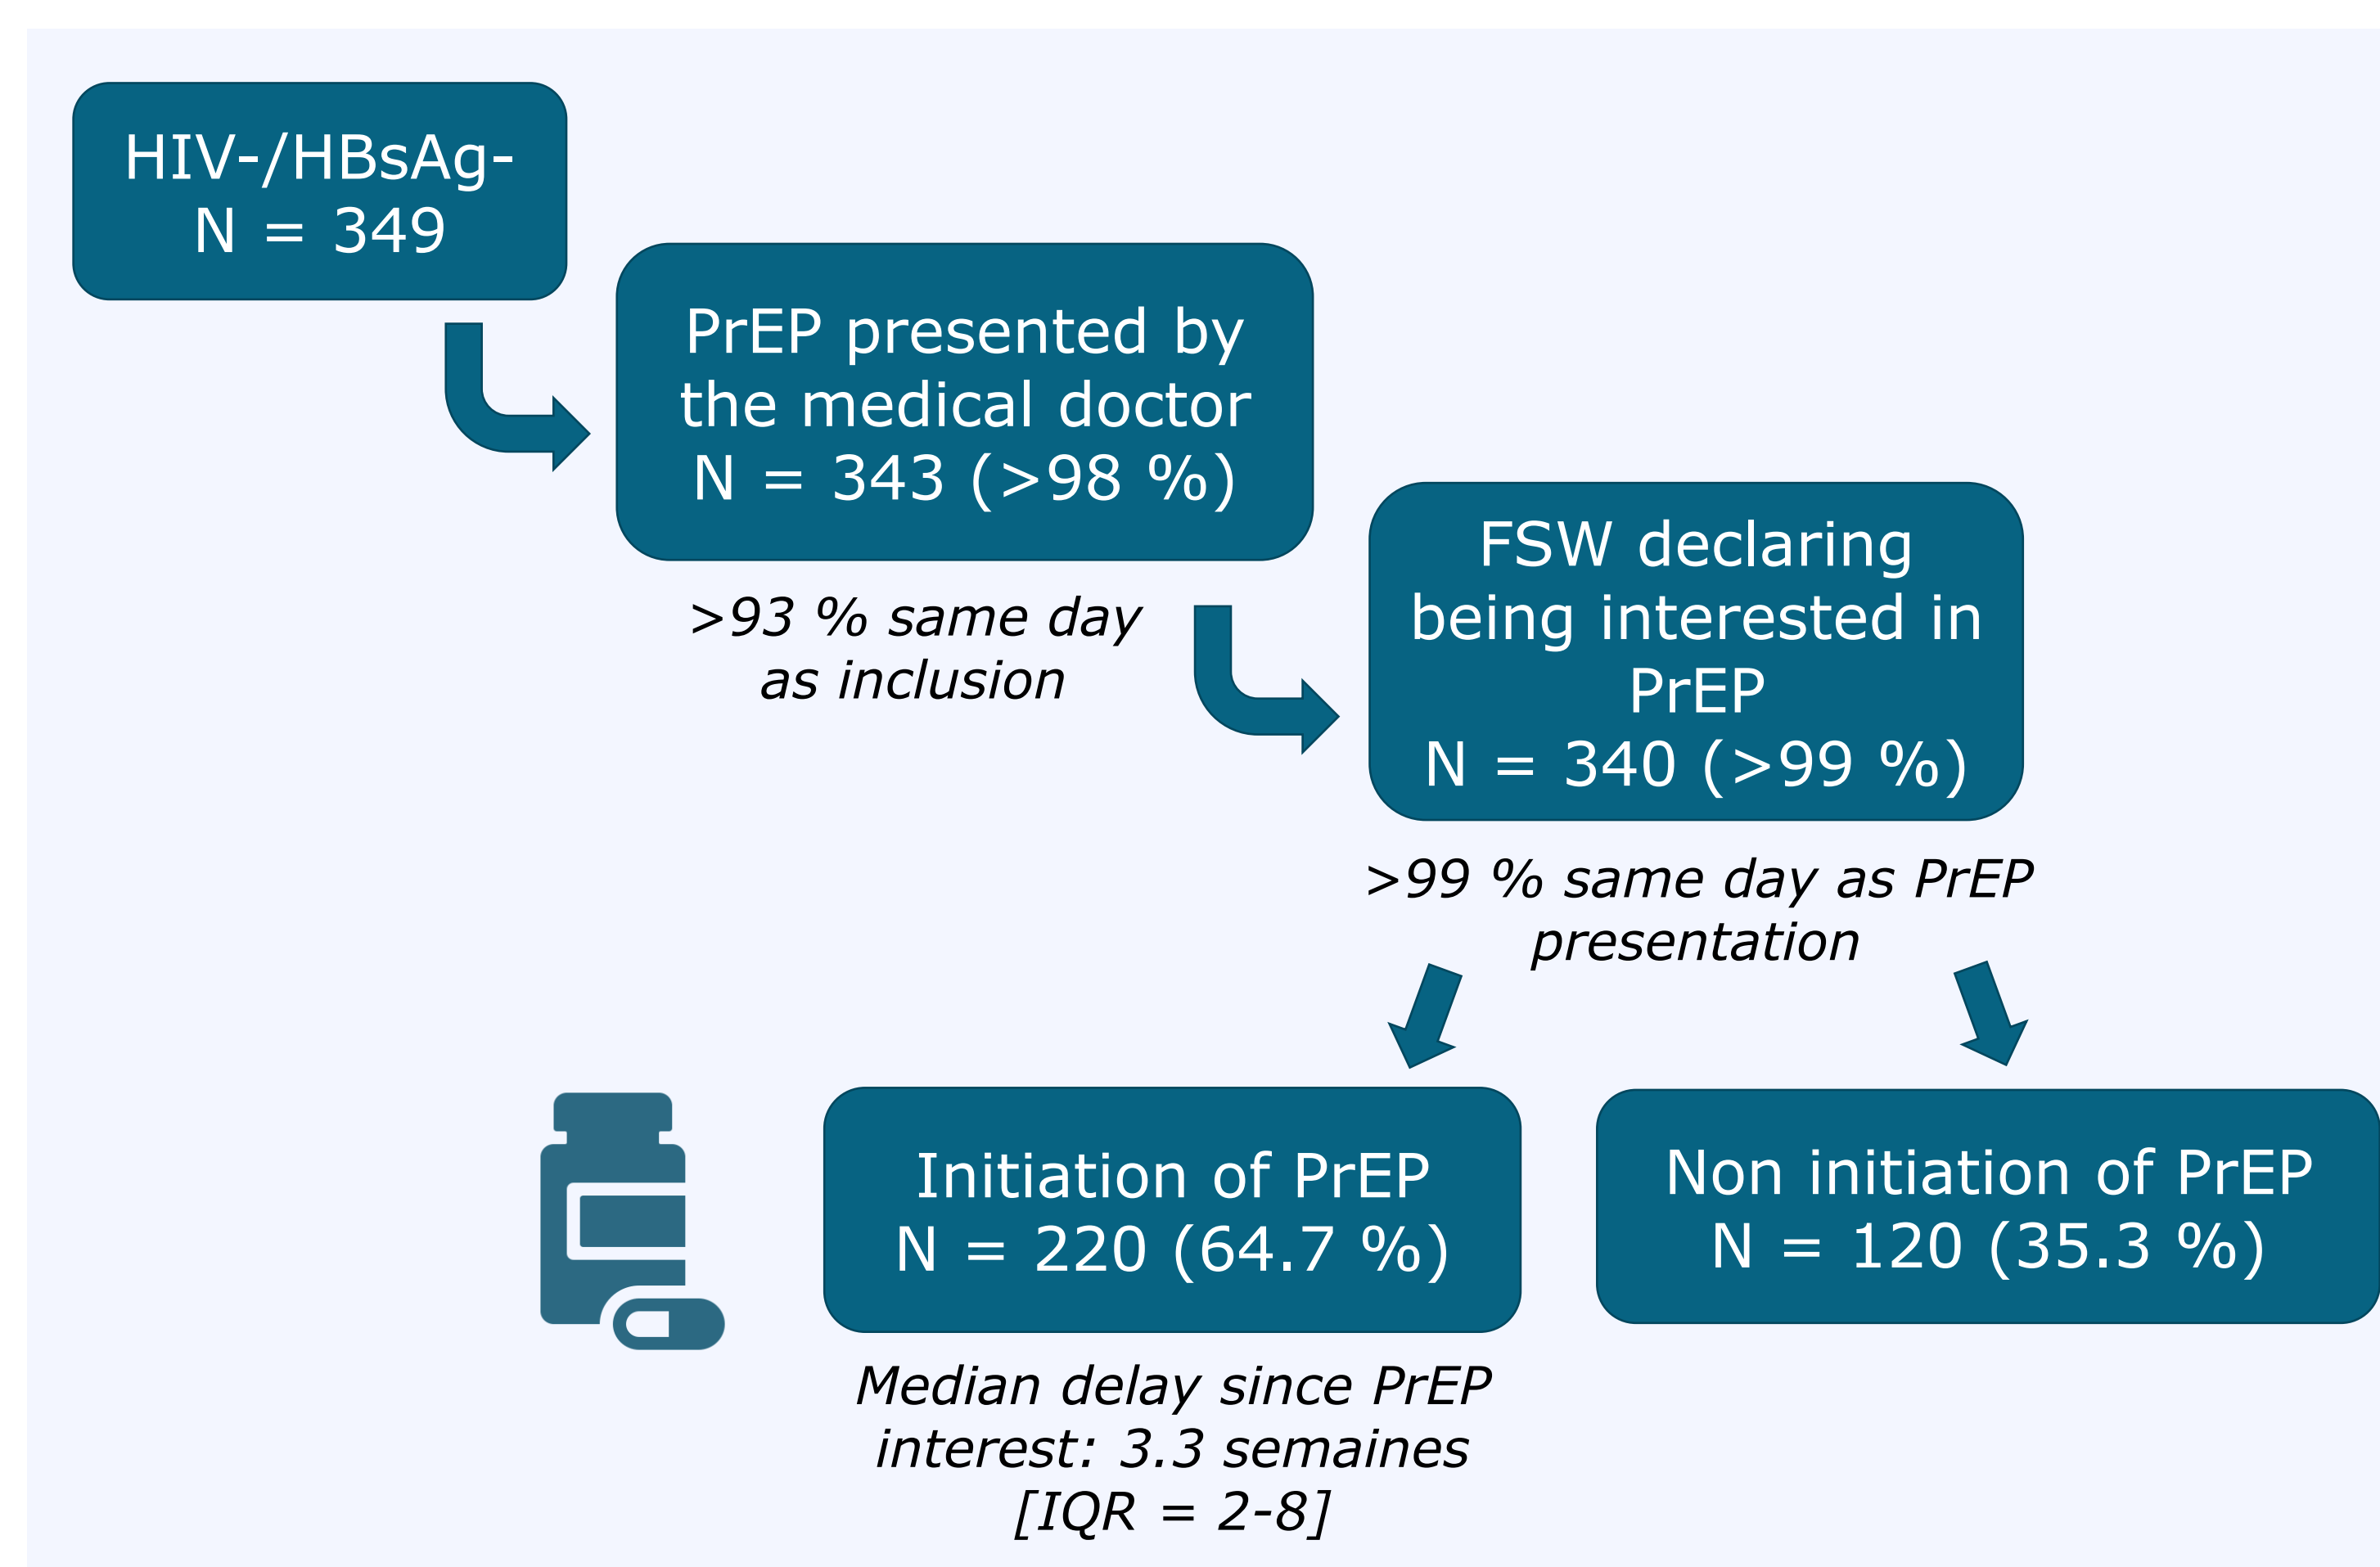 HIV-/HBsAg-
N = 349
PrEP presented by
the medical doctor
N = 343 (>98 %)
>93 % same day
as inclusion
FSW declaring
being interested in
PrEP
N = 340 (>99 %)
>99 % same day as PrEP
presentation
Initiation of PrEP
N = 220 (64.7 %)
Median delay since PrEP
interest: 3.3 semaines
[IQR = 2-8]
Non initiation of PrEP
N = 120 (35.3 %)